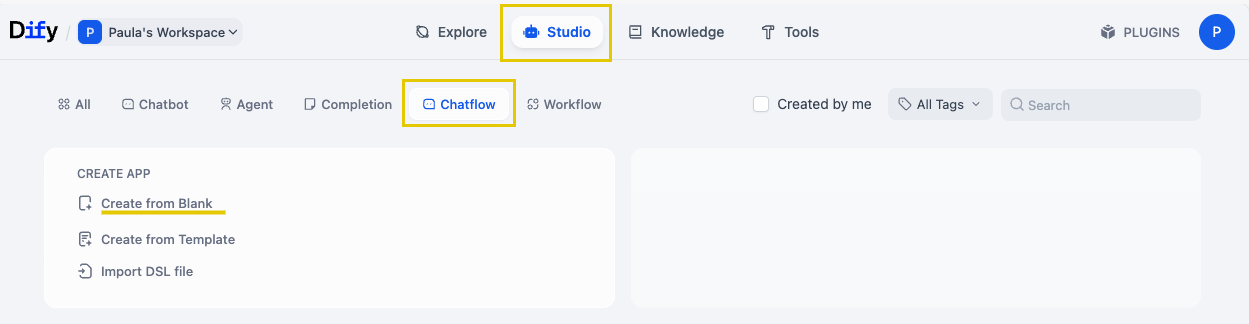 Dify / P Paula's Workspace Explore Studio Knowledge Tools PLUGINS P
All Chatbot Agent Completion Chatflow Workflow Created by me All Tags Search
CREATE APP
Create from Blank
Create from Template
Import DSL file